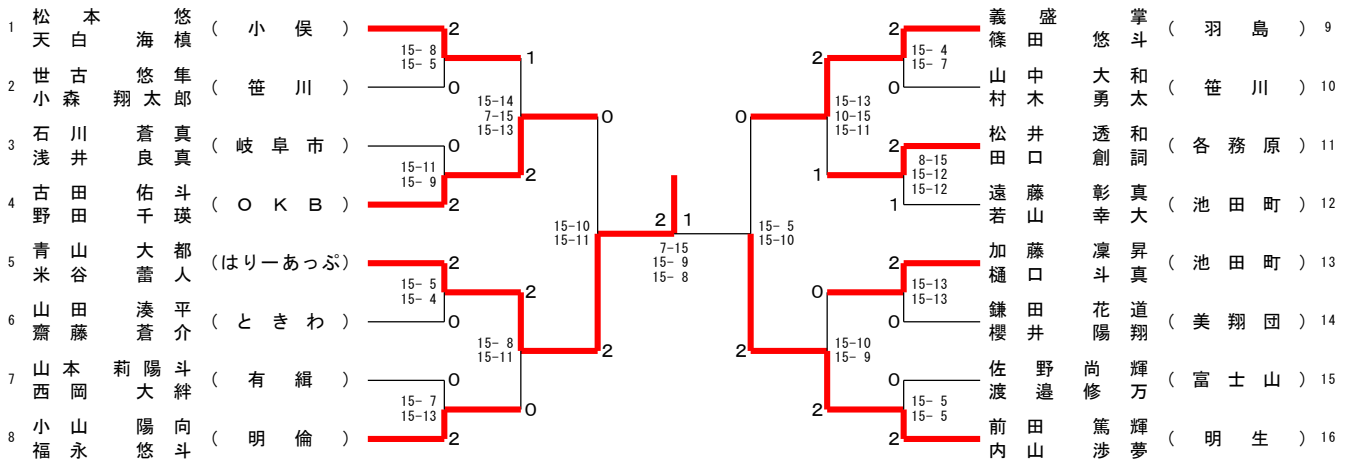 1 松本 悠 天白 海槙 ( 小 俣 ) 2
15- 8
15- 5
1
2 世古 悠隼 小森 翔太郎 ( 笹 川 ) 0
15-14
7-15
15-13
0
3 石川 蒼真 浅井 良真 ( 岐 阜 市 ) 0
15-11
15- 9
2
4 古田 佑斗 野田 千瑛 ( O K B ) 2
15-10
15-11
5 青山 大都 米谷 蕾人 (はりーあっぷ) 2
15- 5
15- 4
2
6 山田 湊平 齋藤 蒼介 ( と き わ ) 0
15- 8
15-11
2
7 山本 莉陽斗 西岡 大絆 ( 有 緝 ) 0
15- 7
15-13
0
8 小山 陽向 福永 悠斗 ( 明 倫 ) 2
2 1
7-15
15- 9
15- 8
2 義盛 掌 篠田 悠斗 ( 羽 島 ) 9
15- 4
15- 7
2
0 山中 大和 村木 勇太 ( 笹 川 ) 10
15-13
10-15
15-11
0
2 松井 透和 田口 創詞 ( 各 務 原 ) 11
8-15
15-12
15-12
1
1 遠藤 彰真 若山 幸大 ( 池 田 町 ) 12
15- 5
15-10
2 加藤 凜昇 樋口 斗真 ( 池 田 町 ) 13
15-13
15-13
0
0 鎌田 花道 櫻井 陽翔 ( 美 翔 団 ) 14
15-10
15- 9
2
0 佐野 尚輝 渡邉 修万 ( 富 士 山 ) 15
15- 5
15- 5
2
2 前田 篤輝 内山 渉夢 ( 明 生 ) 16